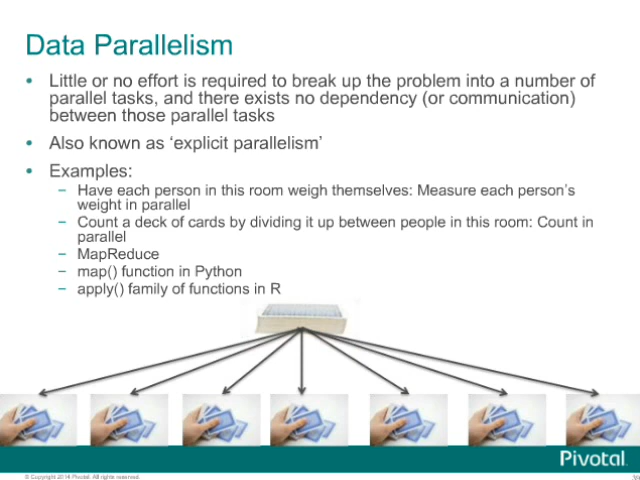 Data Parallelism
• Little or no effort is required to break up the problem into a number of
parallel tasks, and there exists no dependency (or communication)
between those parallel tasks
• Also known as ‘explicit parallelism’
• Examples:
– Have each person in this room weigh themselves: Measure each person’s
weight in parallel
– Count a deck of cards by dividing it up between people in this room: Count in
parallel
– MapReduce
– map() function in Python
– apply() family of functions in R
Pivotal
© Copyright 2014 Pivotal. All rights reserved.